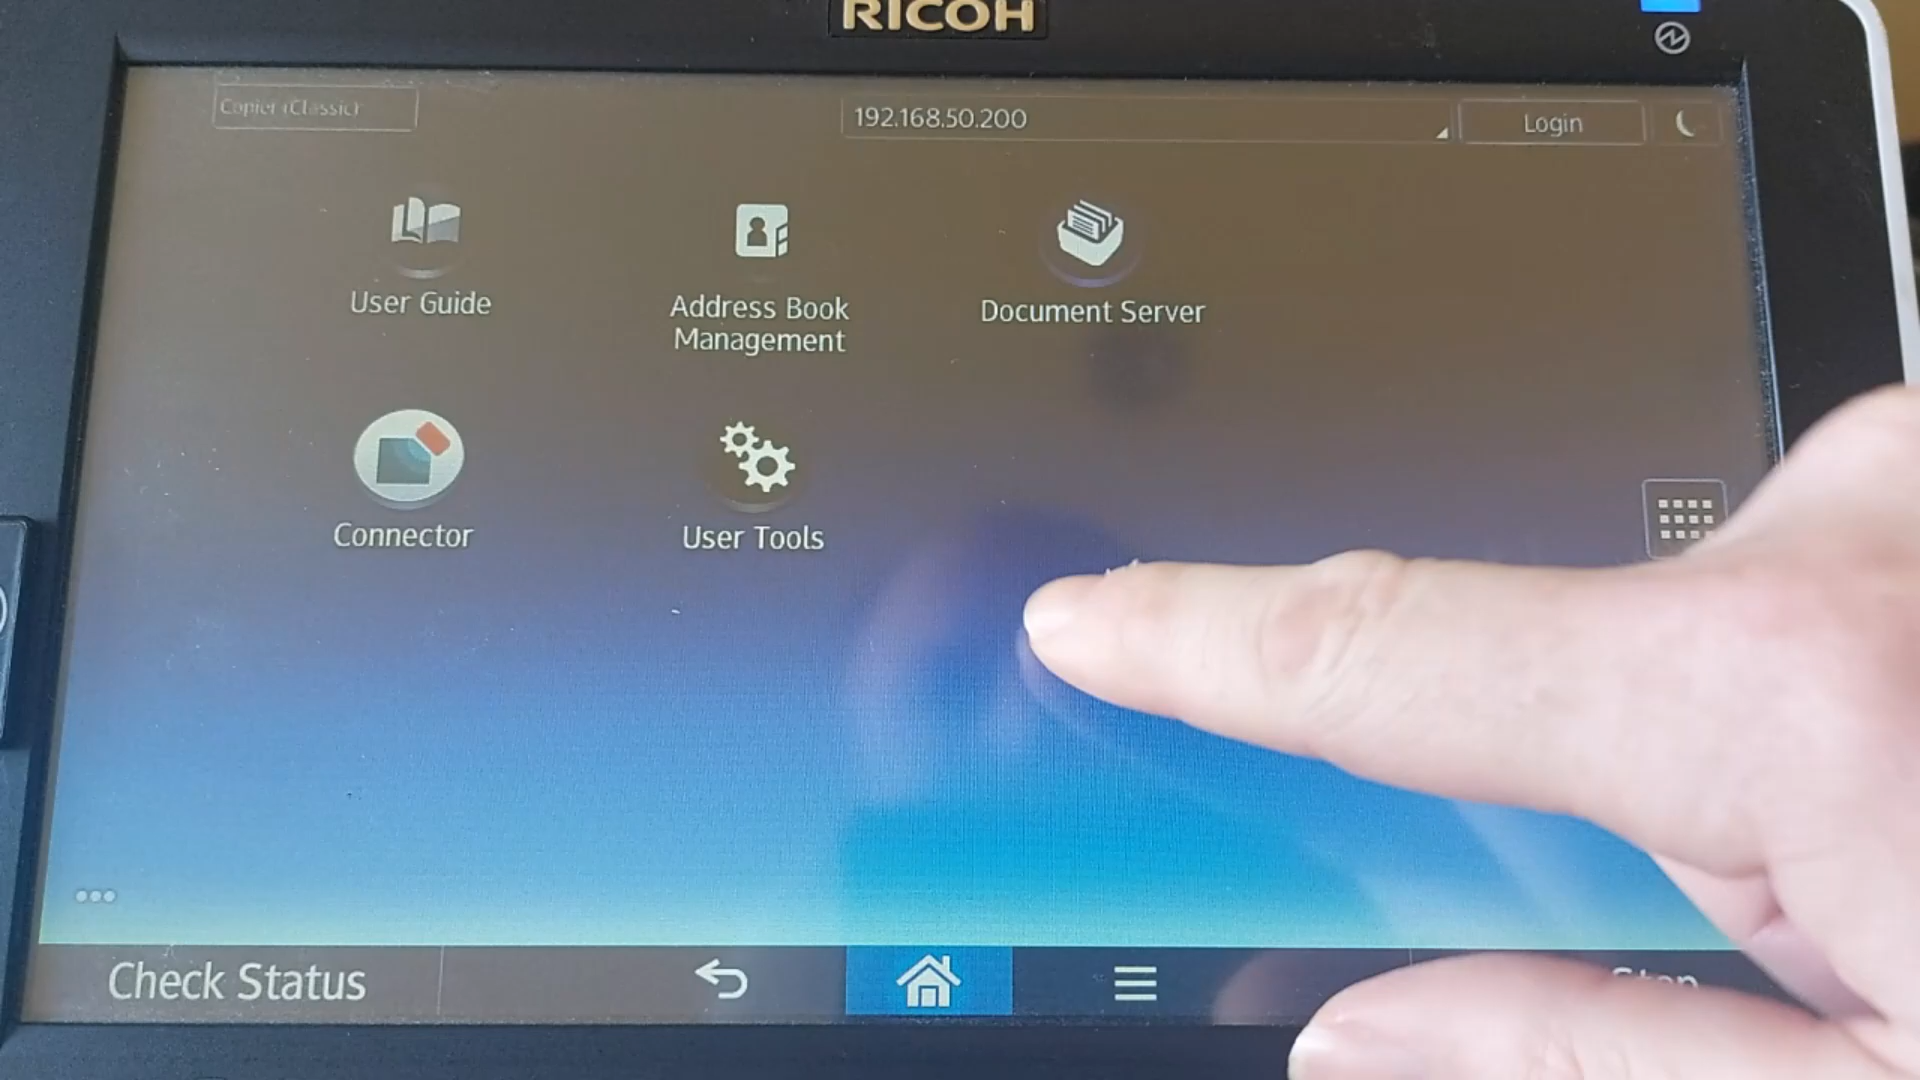 RICOH
Copier (Classic)
192.168.50.200
Login
User Guide
Address Book
Management
Document Server
Connector
User Tools
Check Status
Stop